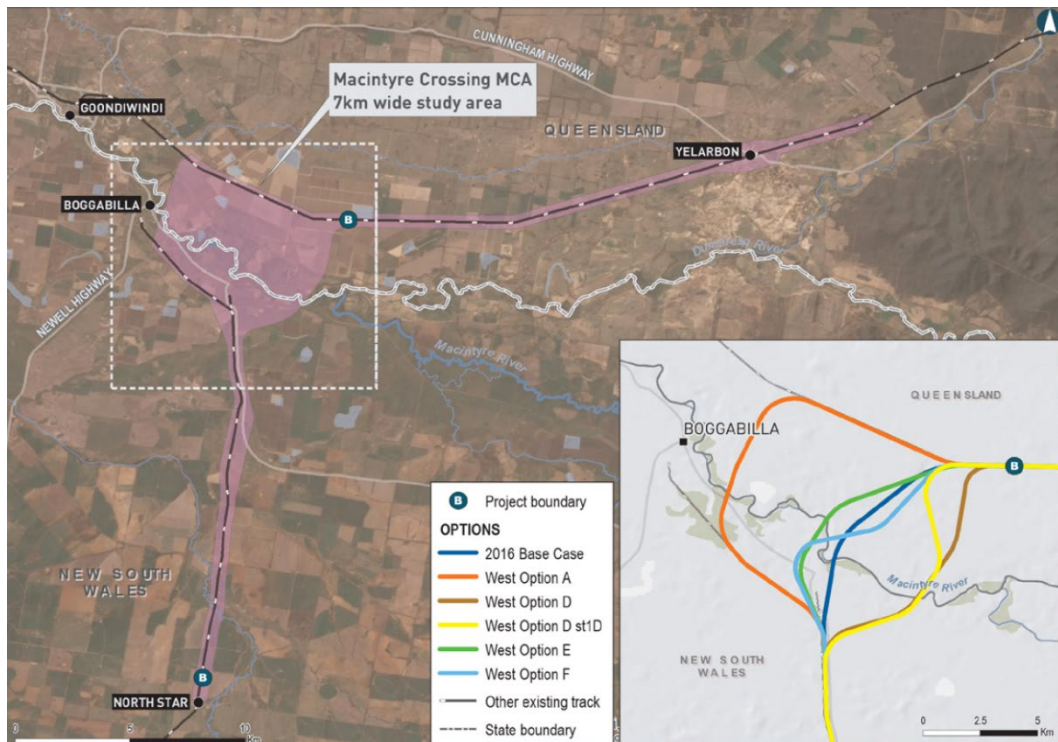 CUNNINGHAM HIGHWAY
Macintyre Crossing MCA
7km wide study area
GOONDIWINDI
QUEENSLAND
YELARBON
BOGGABILLA
B
Dumaresq River
NEWELL HIGHWAY
Macintyre River
NEW SOUTH
WALES
B
NORTH STAR
0
5
10
Km
B Project boundary
OPTIONS
2016 Base Case
West Option A
West Option D
West Option D st1D
West Option E
West Option F
Other existing track
State boundary
QUEENSLAND
BOGGABILLA
B
Macintyre River
NEW SOUTH
WALES
0 2.5 5
Km